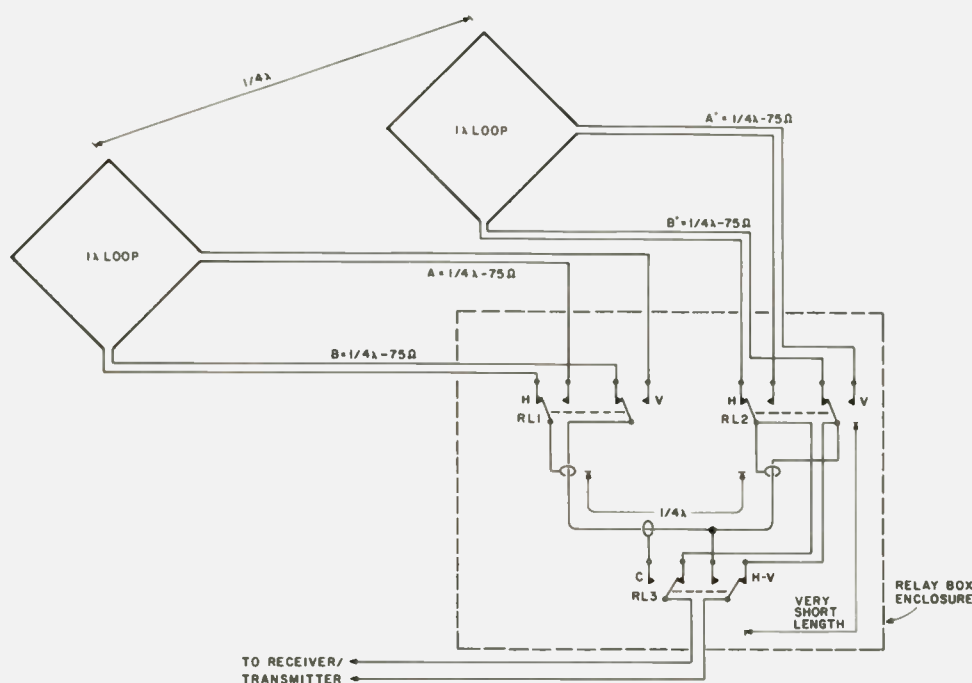 1/4λ
1λ LOOP
A' = 1/4λ-75Ω
B' = 1/4λ-75Ω
1λ LOOP
A = 1/4λ-75Ω
B = 1/4λ-75Ω
H
V
RL1
H
V
RL2
1/4λ
C
H-V
RL3
VERY
SHORT
LENGTH
RELAY BOX
ENCLOSURE
TO RECEIVER/
TRANSMITTER